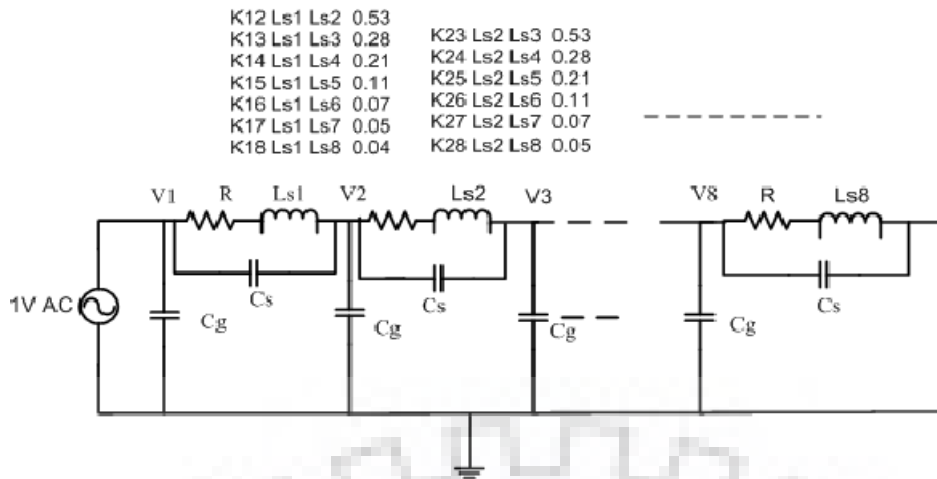 K12 Ls1 Ls2 0.53
K13 Ls1 Ls3 0.28
K14 Ls1 Ls4 0.21
K15 Ls1 Ls5 0.11
K16 Ls1 Ls6 0.07
K17 Ls1 Ls7 0.05
K18 Ls1 Ls8 0.04
K23 Ls2 Ls3 0.53
K24 Ls2 Ls4 0.28
K25 Ls2 Ls5 0.21
K26 Ls2 Ls6 0.11
K27 Ls2 Ls7 0.07
K28 Ls2 Ls8 0.05
V1 R Ls1 V2 Ls2 V3 V8 R Ls8
Cs Cs Cs
1V AC
Cg Cg Cg Cg